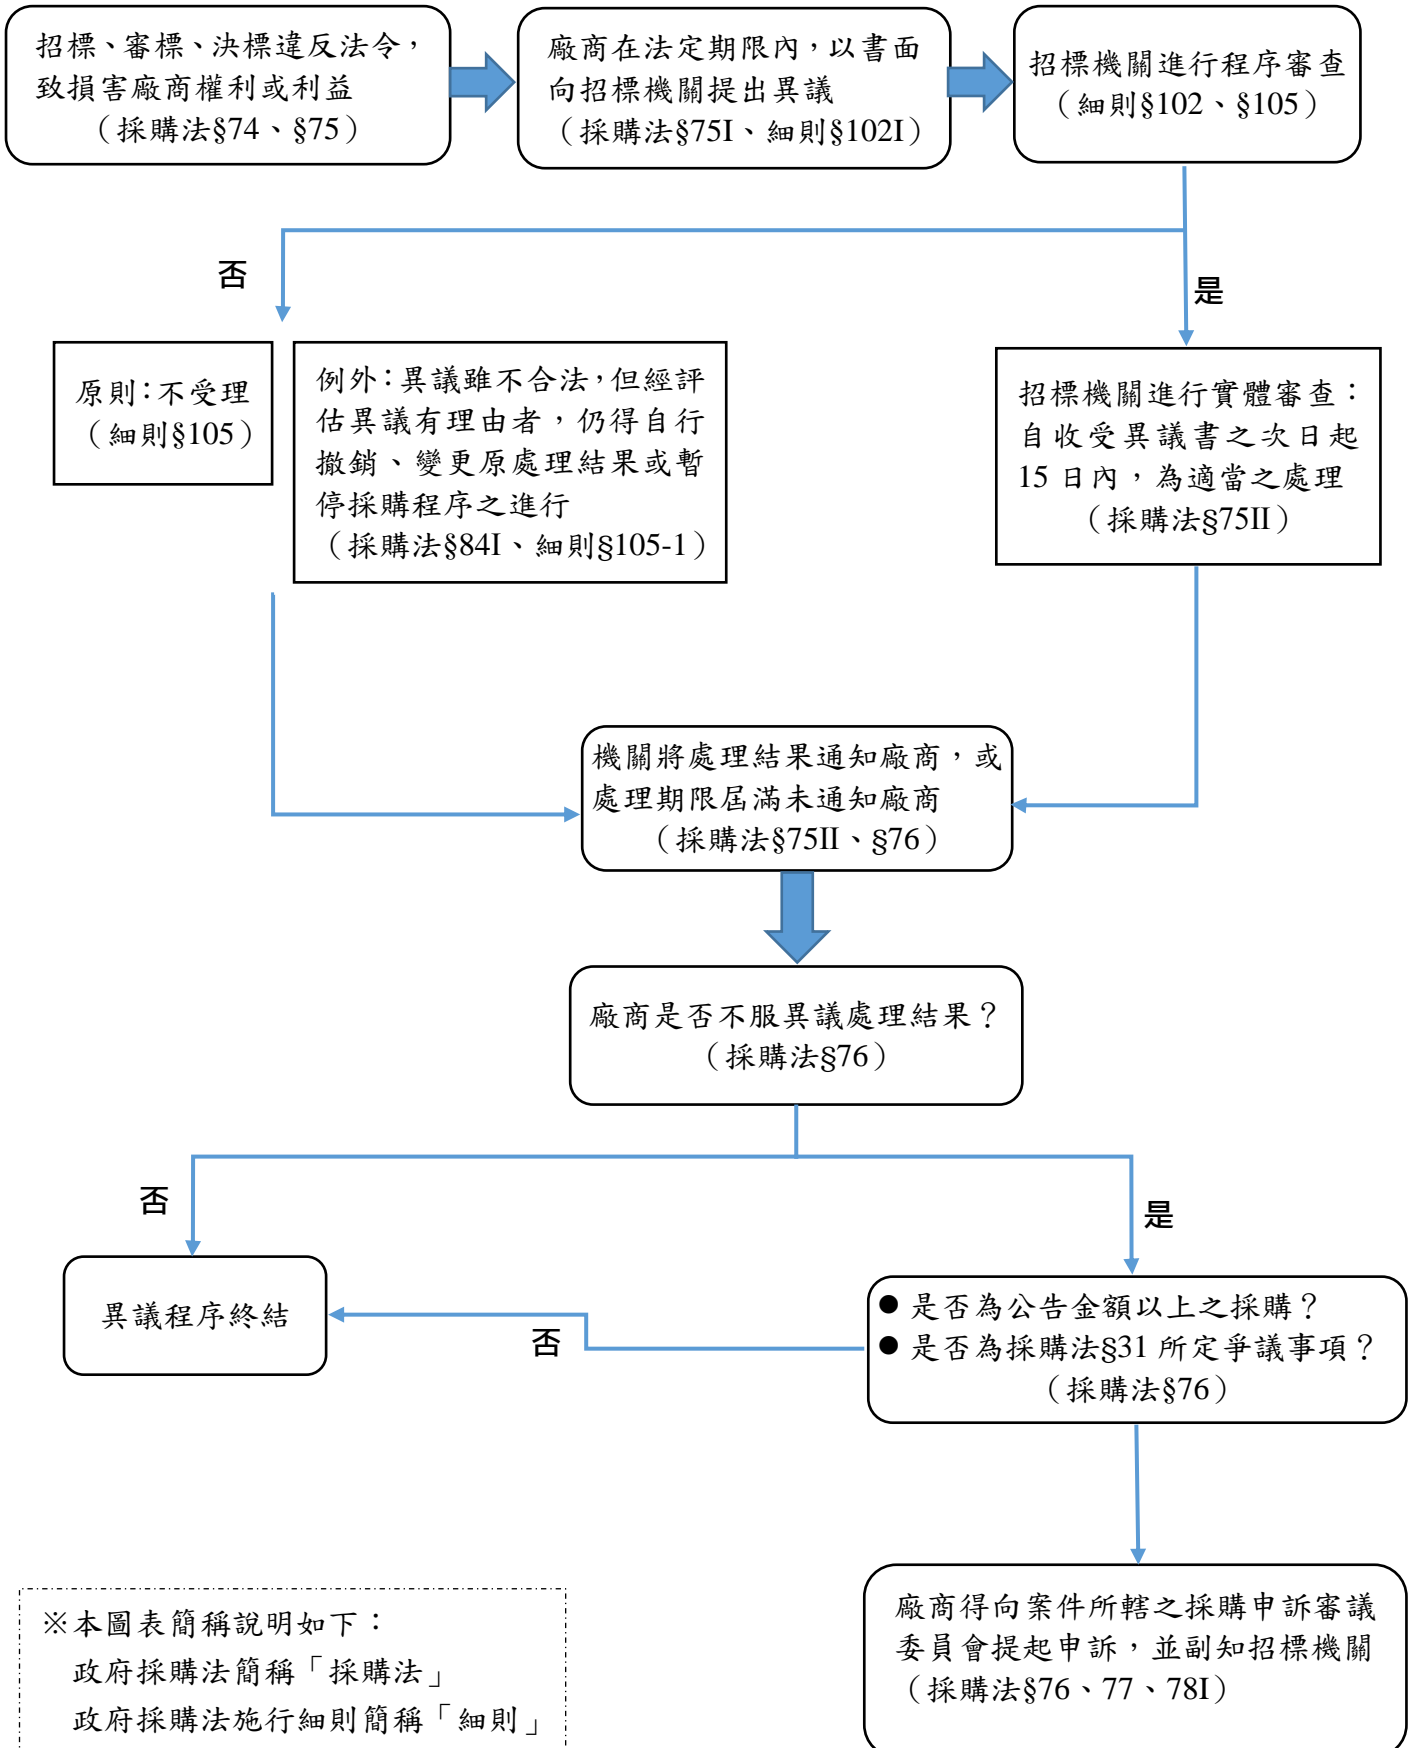 招標、審標、決標違反法令，
致損害廠商權利或利益
（採購法§74、§75）
廠商在法定期限內，以書面
向招標機關提出異議
（採購法§75I、細則§102I）
招標機關進行程序審查
（細則§102、§105）
否
是
原則：不受理
（細則§105）
例外：異議雖不合法，但經評
估異議有理由者，仍得自行
撤銷、變更原處理結果或暫
停採購程序之進行
（採購法§84I、細則§105-1）
招標機關進行實體審查：
自收受異議書之次日起
15 日內，為適當之處理
（採購法§75II）
機關將處理結果通知廠商，或
處理期限屆滿未通知廠商
（採購法§75II、§76）
廠商是否不服異議處理結果？
（採購法§76）
否
是
異議程序終結
否
● 是否為公告金額以上之採購？
● 是否為採購法§31 所定爭議事項？
（採購法§76）
廠商得向案件所轄之採購申訴審議
委員會提起申訴，並副知招標機關
（採購法§76、77、78I）
※本圖表簡稱說明如下：
政府採購法簡稱「採購法」
政府採購法施行細則簡稱「細則」